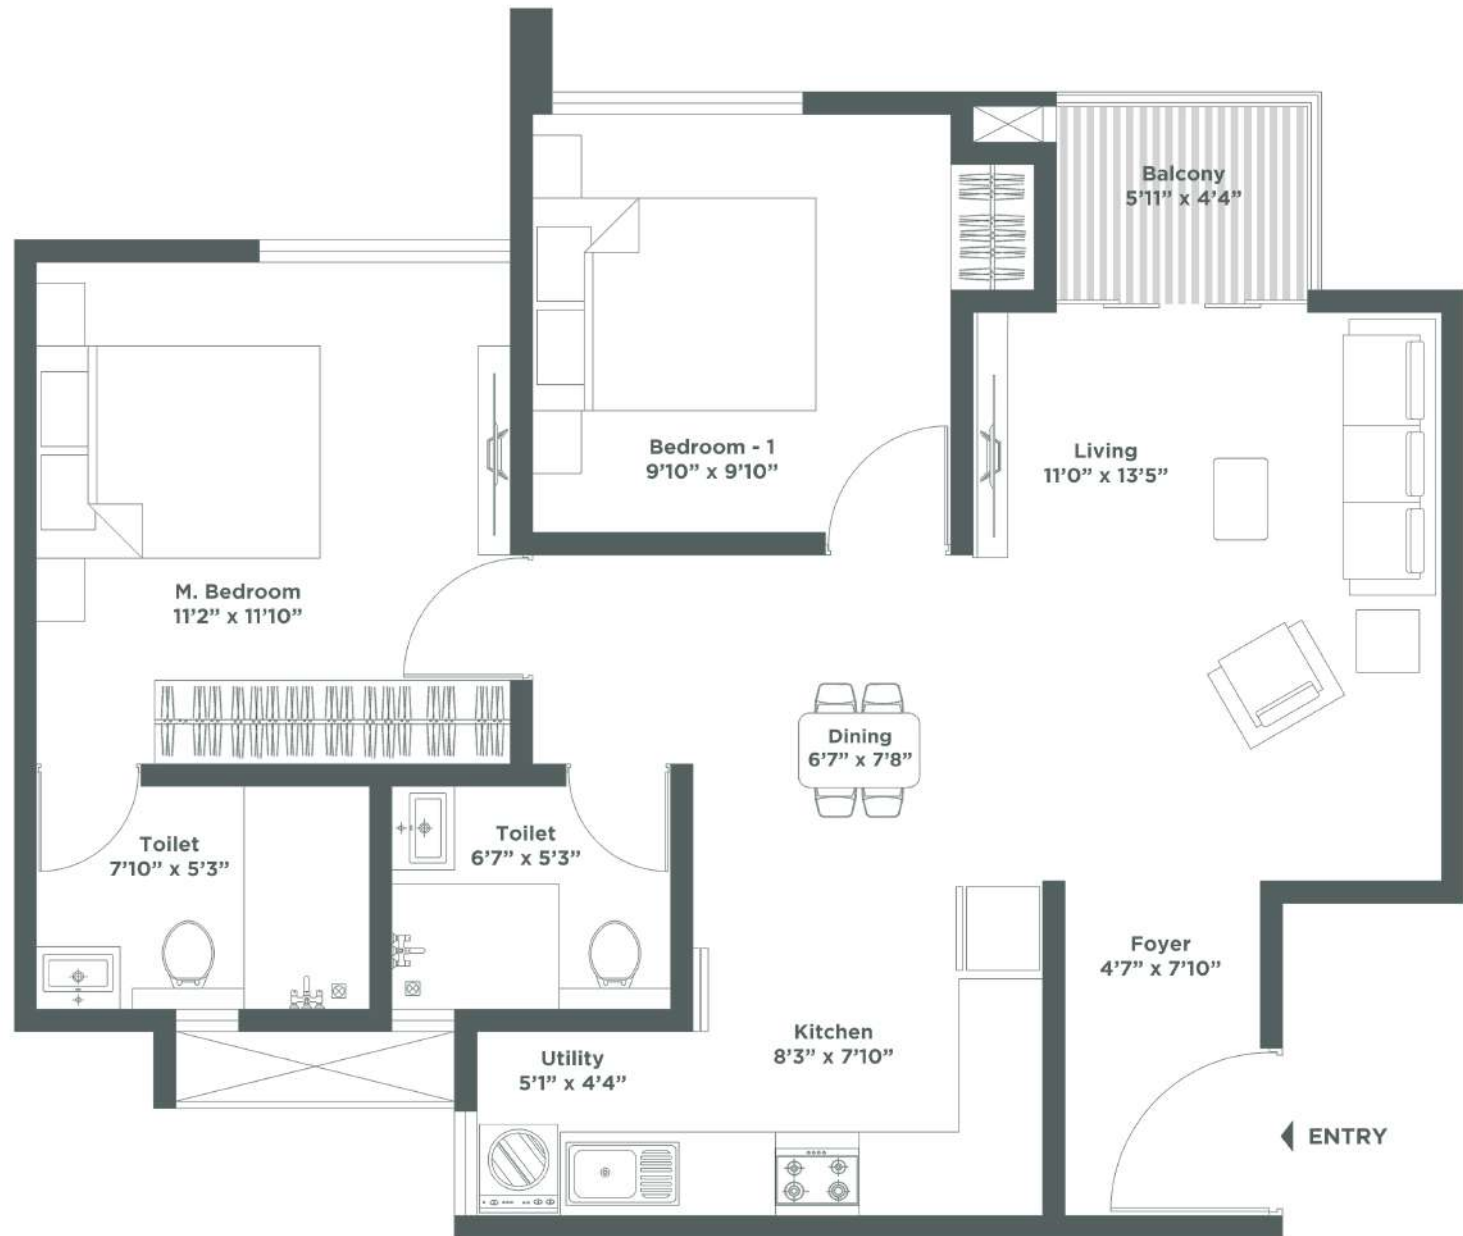 Balcony
5'11” x 4'4”
Bedroom - 1
9'10” x 9'10”
Living
11'0” x 13'5”
M. Bedroom
11'2” x 11'10”
Dining
6'7” x 7'8”
Toilet
7'10” x 5'3”
Toilet
6'7” x 5'3”
Foyer
4'7” x 7'10”
Kitchen
8'3” x 7'10”
Utility
5'1” x 4'4”
ENTRY